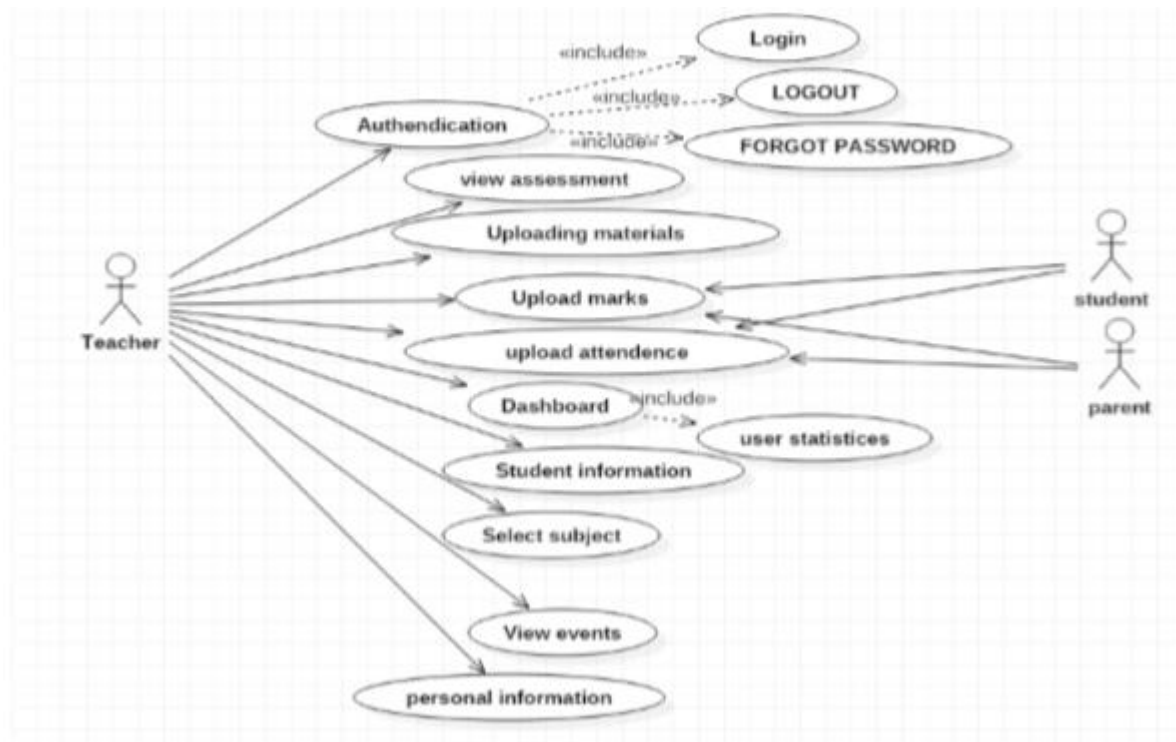 Login
«include»
LOGOUT
«include»
Authendication
FORGOT PASSWORD
«include»
view assessment
Uploading materials
Upload marks
student
Teacher
upload attendence
Dashboard
«include»
parent
user statistices
Student information
Select subject
View events
personal information